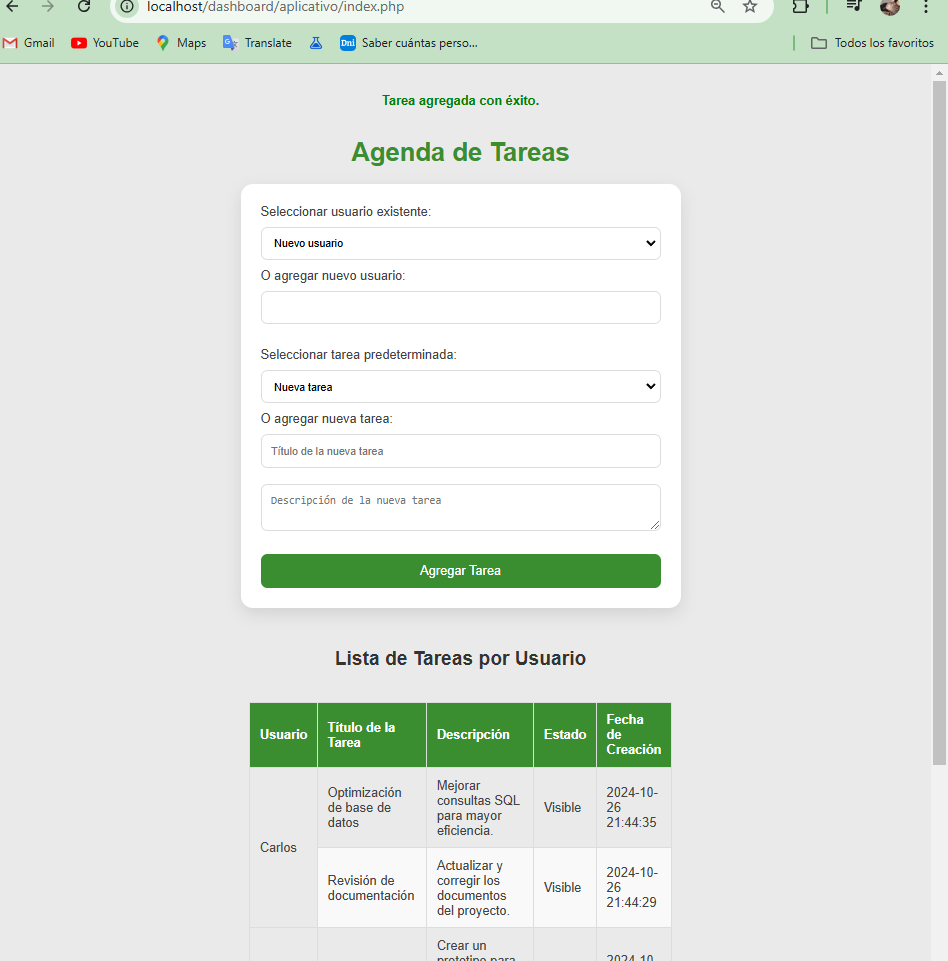 localhost/dashboard/aplicativo/index.php
Gmail YouTube Maps Translate Dni Saber cuántas perso... Todos los favoritos
Tarea agregada con éxito.
Agenda de Tareas
Seleccionar usuario existente:
Nuevo usuario
O agregar nuevo usuario:
Seleccionar tarea predeterminada:
Nueva tarea
O agregar nueva tarea:
Título de la nueva tarea
Descripción de la nueva tarea
Agregar Tarea
Lista de Tareas por Usuario
Usuario
Título de la
Tarea
Descripción
Estado
Fecha
de
Creación
Carlos
Optimización
de base de
datos
Mejorar
consultas SQL
para mayor
eficiencia.
Visible
2024-10-
26
21:44:35
Revisión de
documentación
Actualizar y
corregir los
documentos
del proyecto.
Visible
2024-10-
26
21:44:29
Crear un
prototipo para
2024-10-